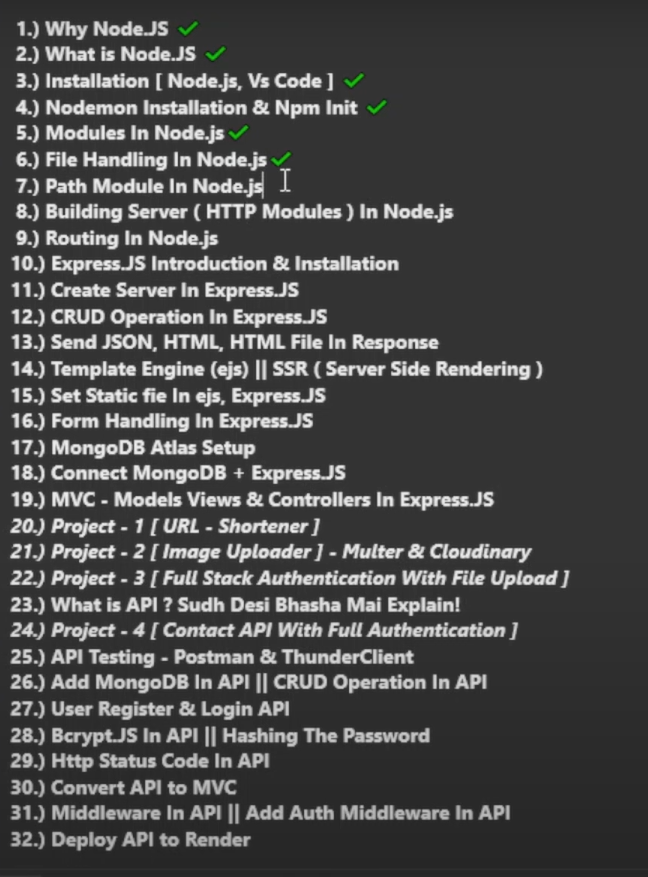 1.) Why Node.JS ✓
2.) What is Node.JS ✓
3.) Installation [ Node.js, Vs Code ] ✓
4.) Nodemon Installation & Npm Init ✓
5.) Modules In Node.js ✓
6.) File Handling In Node.js ✓
7.) Path Module In Node.js
8.) Building Server ( HTTP Modules ) In Node.js
9.) Routing In Node.js
10.) Express.JS Introduction & Installation
11.) Create Server In Express.JS
12.) CRUD Operation In Express.JS
13.) Send JSON, HTML, HTML File In Response
14.) Template Engine (ejs) || SSR ( Server Side Rendering )
15.) Set Static fie In ejs, Express.JS
16.) Form Handling In Express.JS
17.) MongoDB Atlas Setup
18.) Connect MongoDB + Express.JS
19.) MVC - Models Views & Controllers In Express.JS
20.) Project - 1 [ URL - Shortener ]
21.) Project - 2 [ Image Uploader ] - Multer & Cloudinary
22.) Project - 3 [ Full Stack Authentication With File Upload ]
23.) What is API ? Sudh Desi Bhasha Mai Explain!
24.) Project - 4 [ Contact API With Full Authentication ]
25.) API Testing - Postman & ThunderClient
26.) Add MongoDB In API || CRUD Operation In API
27.) User Register & Login API
28.) Bcrypt.JS In API || Hashing The Password
29.) Http Status Code In API
30.) Convert API to MVC
31.) Middleware In API || Add Auth Middleware In API
32.) Deploy API to Render